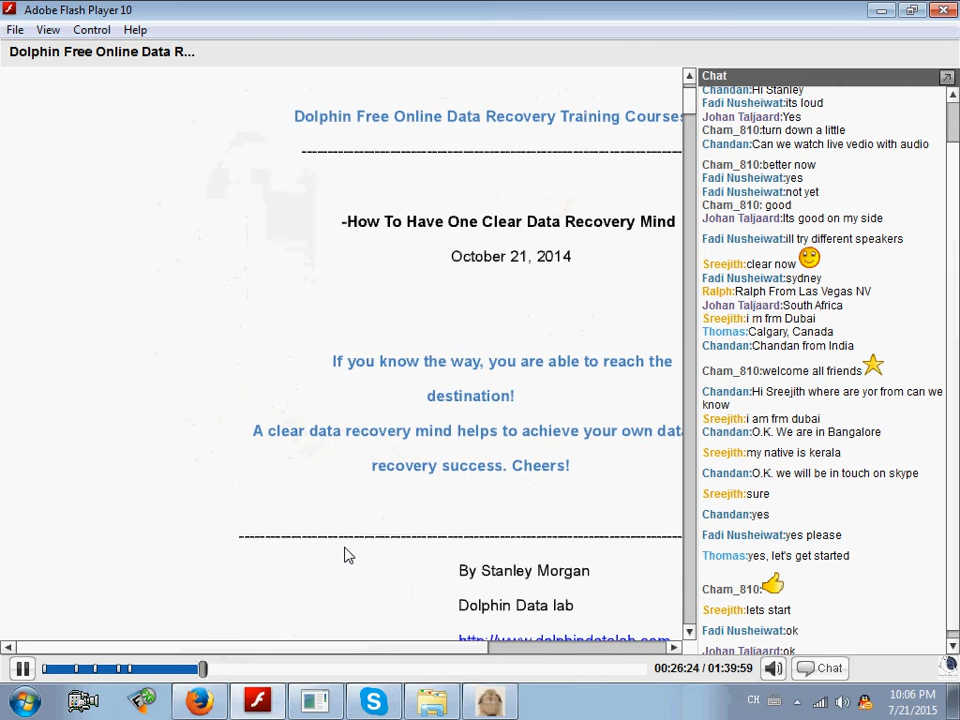 Adobe Flash Player 10
File View Control Help
Dolphin Free Online Data R...
Dolphin Free Online Data Recovery Training Courses
-How To Have One Clear Data Recovery Mind
October 21, 2014
If you know the way, you are able to reach the
destination!
A clear data recovery mind helps to achieve your own data
recovery success. Cheers!
By Stanley Morgan
Dolphin Data lab
http://www.dolphindatalab.com
Chat
Chandan:Hi Stanley
Fadi Nusheiwat:its loud
Johan Taljaard:Yes
Cham_810:turn down a little
Chandan:Can we watch live vedio with audio
Cham_810:better now
Fadi Nusheiwat:yes
Fadi Nusheiwat:not yet
Cham_810: good
Johan Taljaard:Its good on my side
Fadi Nusheiwat:ill try different speakers
Sreejith:clear now
Fadi Nusheiwat:sydney
Ralph:Ralph From Las Vegas NV
Johan Taljaard:South Africa
Sreejith:i m frm Dubai
Thomas:Calgary, Canada
Chandan:Chandan from India
Cham_810:welcome all friends
Chandan:Hi Sreejith where are yor from can we
know
Sreejith:i am frm dubai
Chandan:O.K. We are in Bangalore
Sreejith:my native is kerala
Chandan:O.K. we will be in touch on skype
Sreejith:sure
Chandan:yes
Fadi Nusheiwat:yes please
Thomas:yes, let's get started
Cham_810:
Sreejith:lets start
Fadi Nusheiwat:ok
Johan Taljaard:ok
00:26:24 / 01:39:59
Chat
CH
10:06 PM
7/21/2015